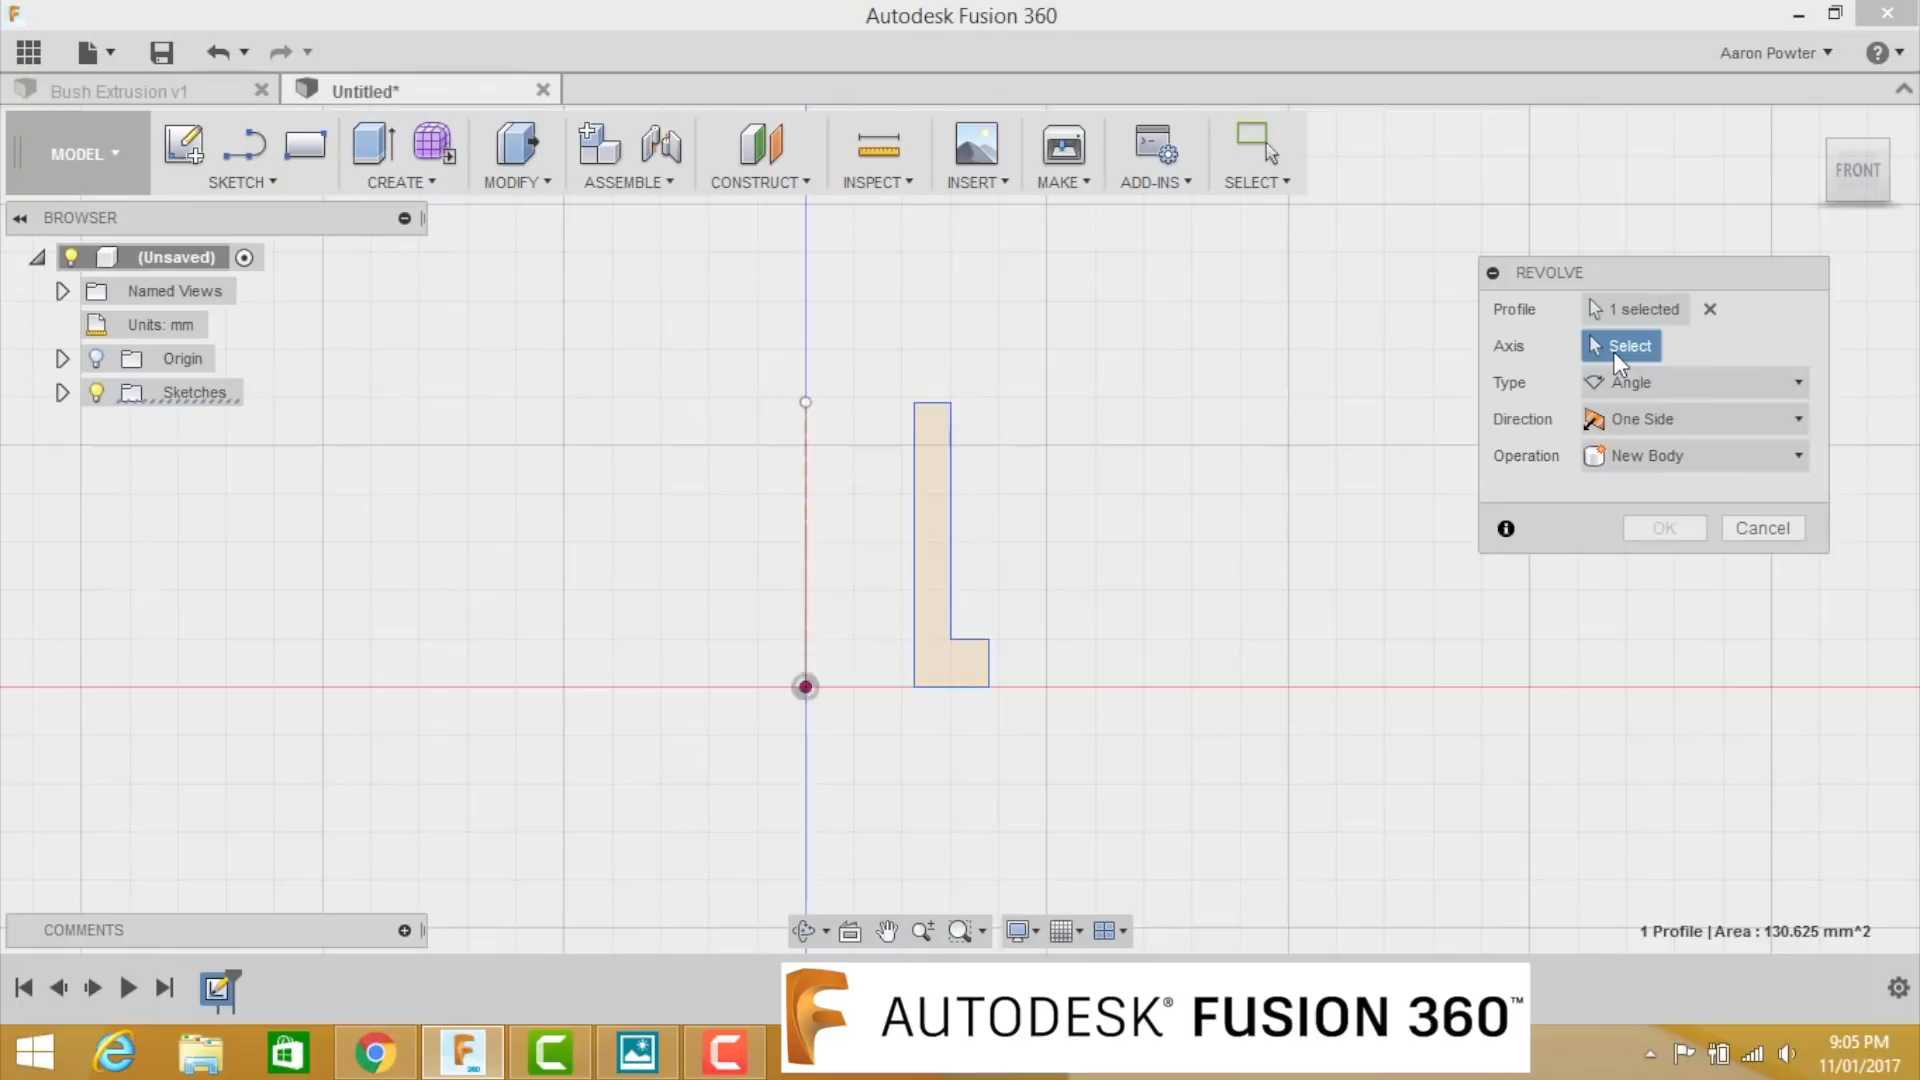 Autodesk Fusion 360
Aaron Powter
Bush Extrusion v1
Untitled*
MODEL
SKETCH
CREATE
MODIFY
ASSEMBLE
CONSTRUCT
INSPECT
INSERT
MAKE
ADD-INS
SELECT
FRONT
BROWSER
(Unsaved)
Named Views
Units: mm
Origin
Sketches
REVOLVE
Profile 1 selected
Axis Select
Type Angle
Direction One Side
Operation New Body
OK Cancel
COMMENTS
1 Profile | Area : 130.625 mm^2
AUTODESK® FUSION 360™
360
9:05 PM
11/01/2017